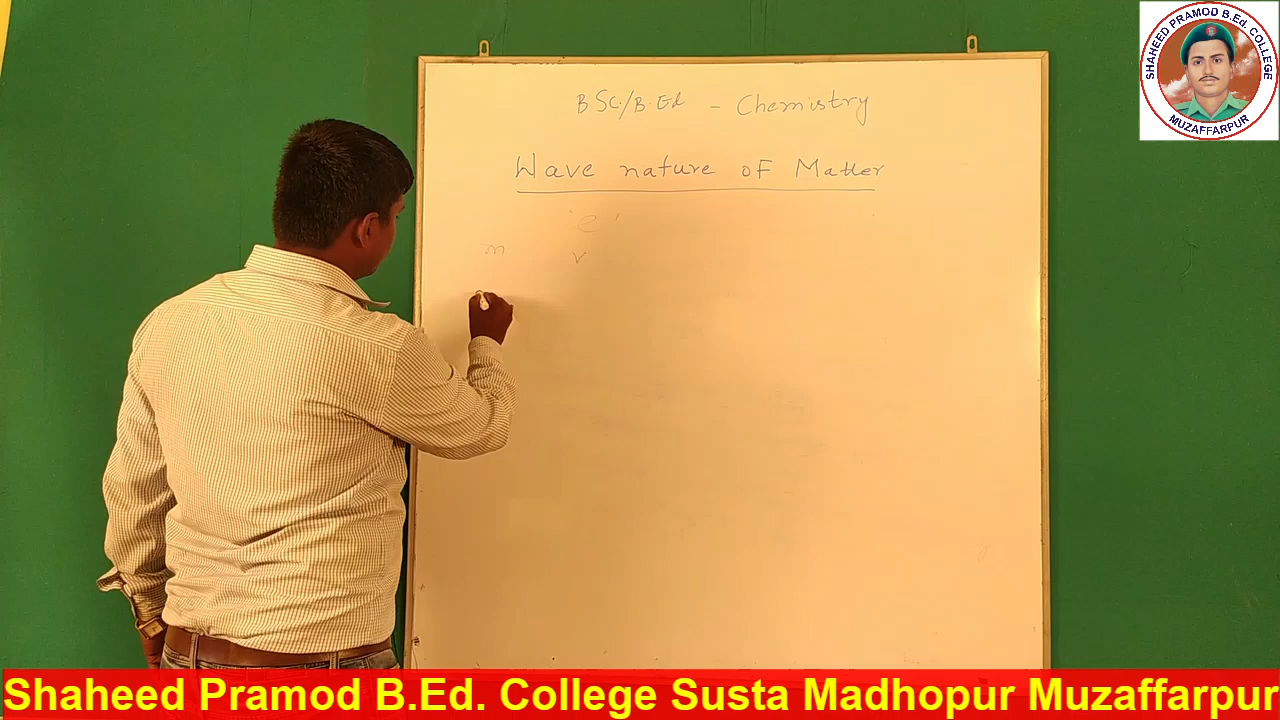 BSC./B.Ed - Chemistry
Wave nature of Matter
'e'
m v
SHAHEED PRAMOD B.Ed. COLLEGE
MUZAFFARPUR
Shaheed Pramod B.Ed. College Susta Madhopur Muzaffarpur